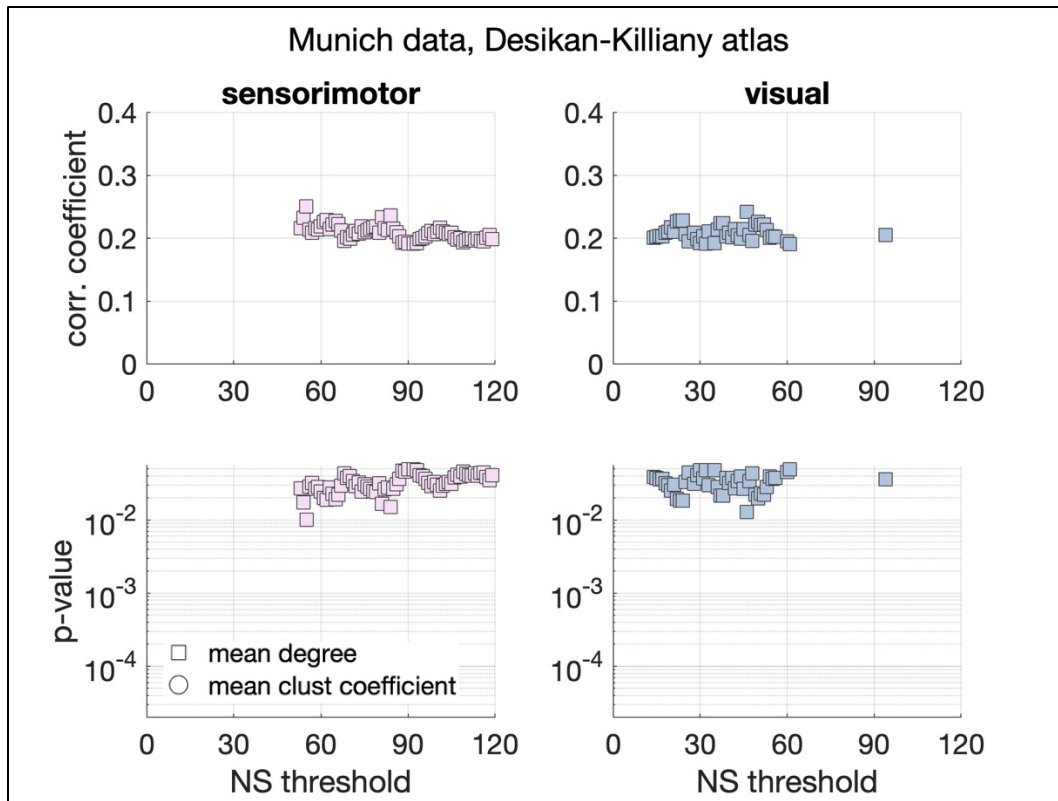 Munich data, Desikan-Killiany atlas
sensorimotor
visual
corr. coefficient
0.4
0.3
0.2
0.1
0
0 30 60 90 120
0.4
0.3
0.2
0.1
0
0 30 60 90 120
p-value
10^-2
10^-3
10^-4
mean degree
mean clust coefficient
0 30 60 90 120
NS threshold
10^-2
10^-3
10^-4
0 30 60 90 120
NS threshold